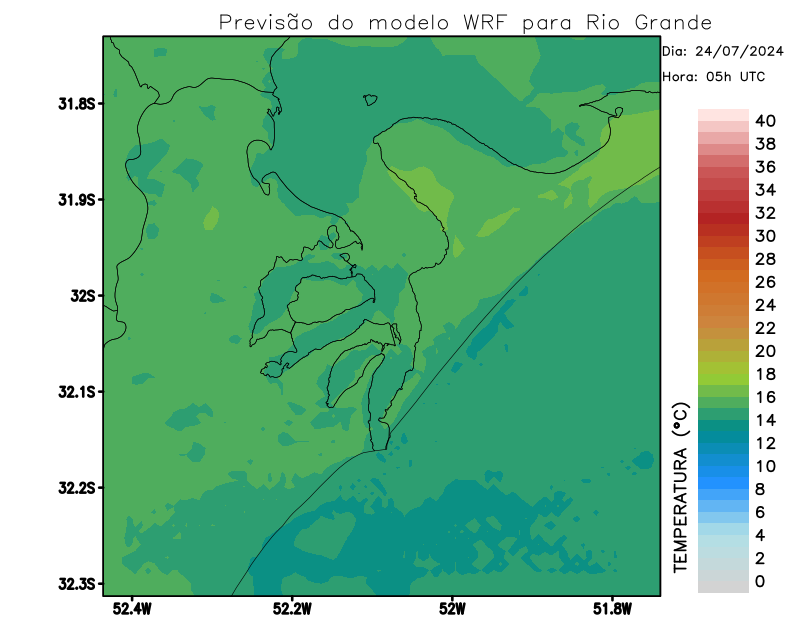 Previsão do modelo WRF para Rio Grande
Dia: 24/07/2024
Hora: 05h UTC
31.8S
31.9S
32S
32.1S
32.2S
32.3S
52.4W
52.2W
52W
51.8W
TEMPERATURA (°C)
40
38
36
34
32
30
28
26
24
22
20
18
16
14
12
10
8
6
4
2
0